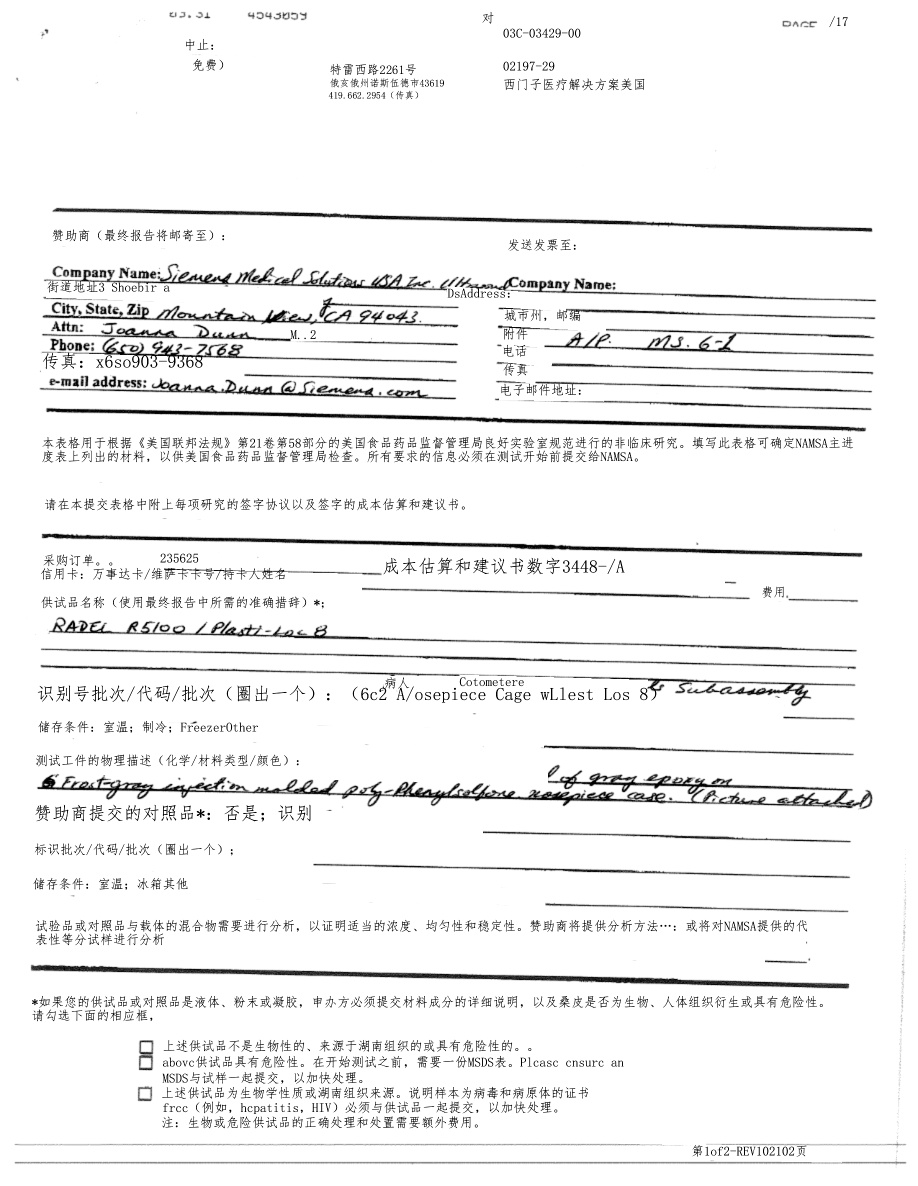 03.31 4543659 对 PAGE /17
03C-03429-00
中止：
免费）
特雷西路2261号 02197-29
俄亥俄州诺斯伍德市43619 西门子医疗解决方案美国
419.662.2954（传真）
赞助商（最终报告将邮寄至）： 发送发票至：
Company Name: Siemens Medical Solutions USA Inc. Ultrasound Company Name:
街道地址3 Shoebir a DsAddress:
City, State, Zip Mountain View, CA 94043. 城市州，邮编
Attn: Joanna Dunn M..2 附件 A/P. MS. 6-1
Phone: (650) 943-7568 电话
传真：x6so903-9368 传真
e-mail address: Joanna.Dunn@Siemens.com 电子邮件地址：
本表格用于根据《美国联邦法规》第21卷第58部分的美国食品药品监督管理局良好实验室规范进行的非临床研究。填写此表格可确定NAMSA主进
度表上列出的材料，以供美国食品药品监督管理局检查。所有要求的信息必须在测试开始前提交给NAMSA。
请在本提交表格中附上每项研究的签字协议以及签字的成本估算和建议书。
采购订单。。 235625 成本估算和建议书数字3448-/A
信用卡：万事达卡/维萨卡卡号/持卡人姓名
费用.
供试品名称（使用最终报告中所需的准确措辞）*；
RADEL R5100 / Plasti-Loc 8
病人 Cotometere
识别号批次/代码/批次（圈出一个）：（6c2 A/osepiece Cage wLlest Los 8) Subassembly
储存条件：室温；制冷；FreezerOther
测试工件的物理描述（化学/材料类型/颜色）：
Frost-gray injection molded poly-Phenylsolfone nosepiece case. of gray epoxy on (Picture attached)
赞助商提交的对照品*：否是；识别
标识批次/代码/批次（圈出一个）；
储存条件：室温；冰箱其他
试验品或对照品与载体的混合物需要进行分析，以证明适当的浓度、均匀性和稳定性。赞助商将提供分析方法…：或将对NAMSA提供的代
表性等分试样进行分析
*如果您的供试品或对照品是液体、粉末或凝胶，申办方必须提交材料成分的详细说明，以及桑皮是否为生物、人体组织衍生或具有危险性。
请勾选下面的相应框，
上述供试品不是生物性的、来源于湖南组织的或具有危险性的。。
abovc供试品具有危险性。在开始测试之前，需要一份MSDS表。Plcasc cnsurc an
MSDS与试样一起提交，以加快处理。
上述供试品为生物学性质或湖南组织来源。说明样本为病毒和病原体的证书
frcc（例如，hcpatitis，HIV）必须与供试品一起提交，以加快处理。
注：生物或危险供试品的正确处理和处置需要额外费用。
第1of2-REV102102页